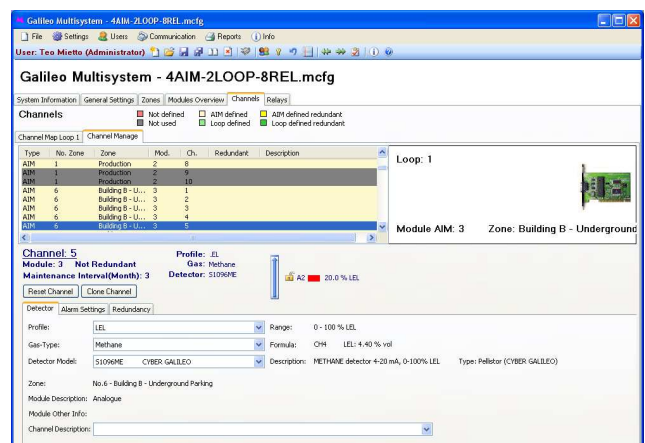 Galileo Multisystem - 4AIM-2LOOP-8REL.mcfg
File Settings Users Communication Reports Info
User: Teo Mietto (Administrator)
Galileo Multisystem - 4AIM-2LOOP-8REL.mcfg
System Information General Settings Zones Modules Overview Channels Relays
Channels
Not defined AIM defined AIM defined redundant
Not used Loop defined Loop defined redundant
Channel Map Loop 1 Channel Manage
Type No. Zone Zone Mod. Ch. Redundant Description
AIM 1 Production 2 8
AIM 1 Production 2 9
AIM 1 Production 2 10
AIM 6 Building B - U... 3 1
AIM 6 Building B - U... 3 2
AIM 6 Building B - U... 3 3
AIM 6 Building B - U... 3 4
AIM 6 Building B - U... 3 5
Loop: 1
Module AIM: 3 Zone: Building B - Underground
Channel: 5
Module: 3 Not Redundant
Maintenance Interval(Month): 3
Profile: .EL
Gas: Methane
Detector: S1096ME
A2 20.0 % LEL
Reset Channel Clone Channel
Detector Alarm Settings Redundancy
Profile: LEL Range: 0 - 100 % LEL
Gas-Type: Methane Formula: CH4 LEL: 4.40 % vol
Detector Model: S1096ME CYBER GALILEO Description: METHANE detector 4-20 mA, 0-100% LEL Type: Pellistor (CYBER GALILEO)
Zone: No.6 - Building B - Underground Parking
Module Description: Analogue
Module Other Info:
Channel Description: